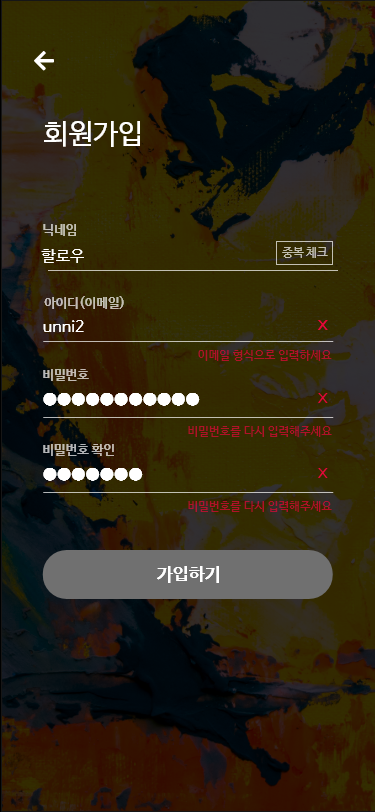 회원가입
닉네임
할로우
중복 체크
아이디(이메일)
unni2
X
이메일 형식으로 입력하세요
비밀번호
●●●●●●●●●●●
X
비밀번호를 다시 입력해주세요
비밀번호 확인
●●●●●●●
X
비밀번호를 다시 입력해주세요
가입하기